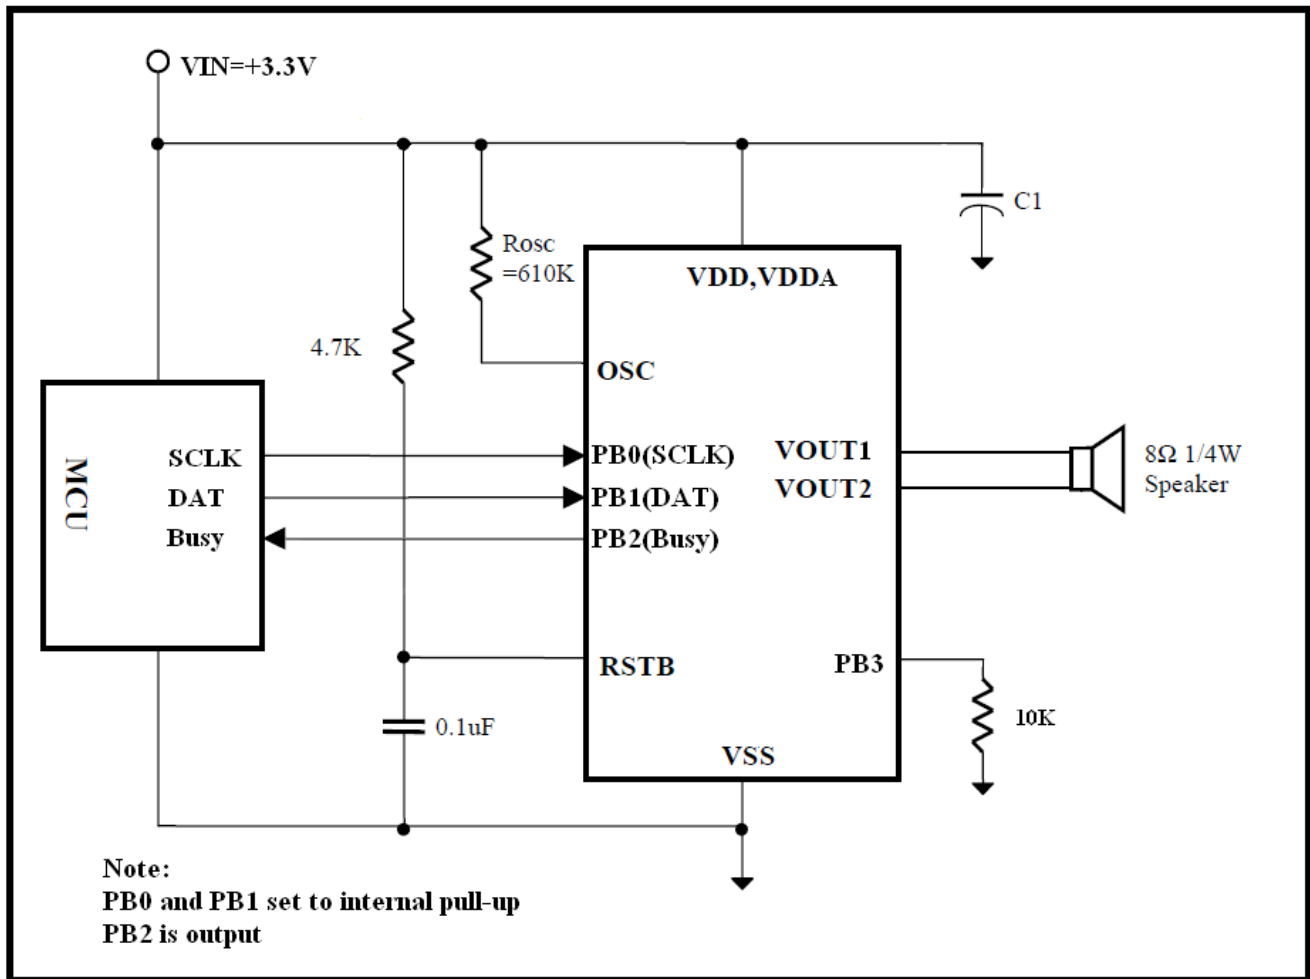 VIN=+3.3V
C1
Rosc
=610K
VDD,VDDA
4.7K
OSC
MCU
SCLK
DAT
Busy
PB0(SCLK)
PB1(DAT)
PB2(Busy)
VOUT1
VOUT2
8Ω 1/4W
Speaker
RSTB
PB3
10K
0.1uF
VSS
Note:
PB0 and PB1 set to internal pull-up
PB2 is output